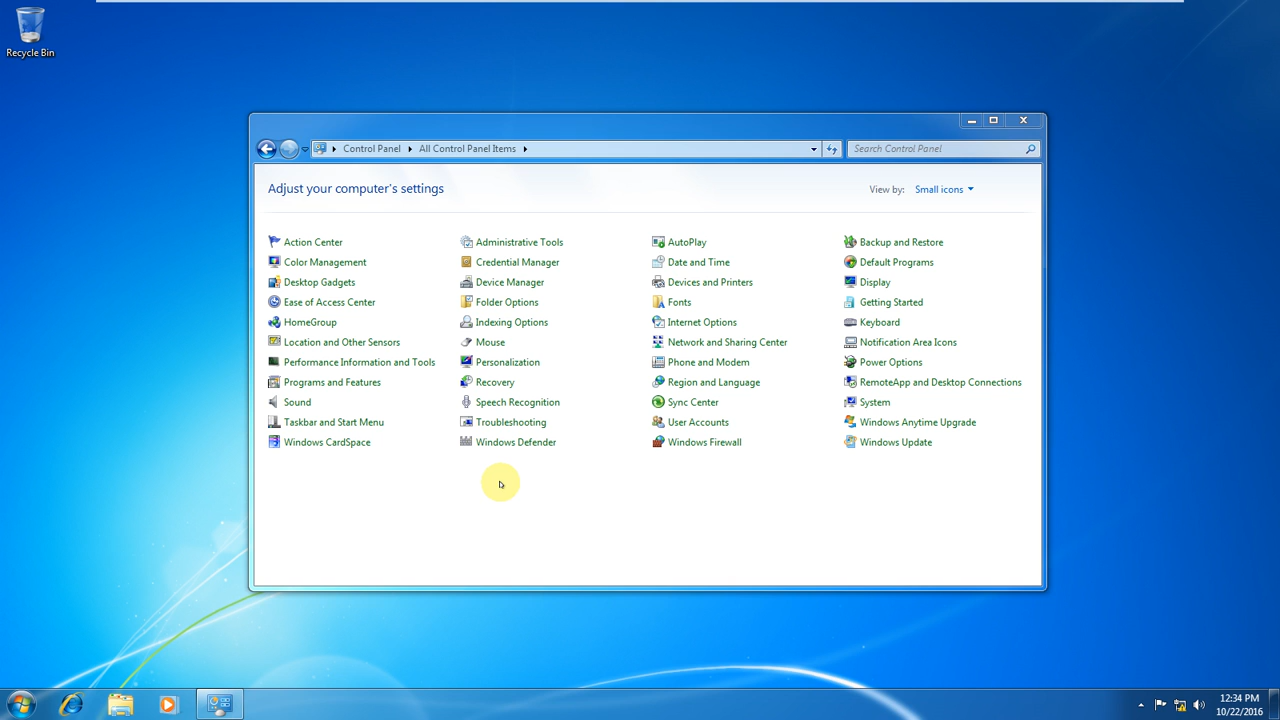 Recycle Bin
Control Panel All Control Panel Items Search Control Panel
Adjust your computer's settings View by: Small icons
Action Center Administrative Tools AutoPlay Backup and Restore
Color Management Credential Manager Date and Time Default Programs
Desktop Gadgets Device Manager Devices and Printers Display
Ease of Access Center Folder Options Fonts Getting Started
HomeGroup Indexing Options Internet Options Keyboard
Location and Other Sensors Mouse Network and Sharing Center Notification Area Icons
Performance Information and Tools Personalization Phone and Modem Power Options
Programs and Features Recovery Region and Language RemoteApp and Desktop Connections
Sound Speech Recognition Sync Center System
Taskbar and Start Menu Troubleshooting User Accounts Windows Anytime Upgrade
Windows CardSpace Windows Defender Windows Firewall Windows Update
12:34 PM
10/22/2016